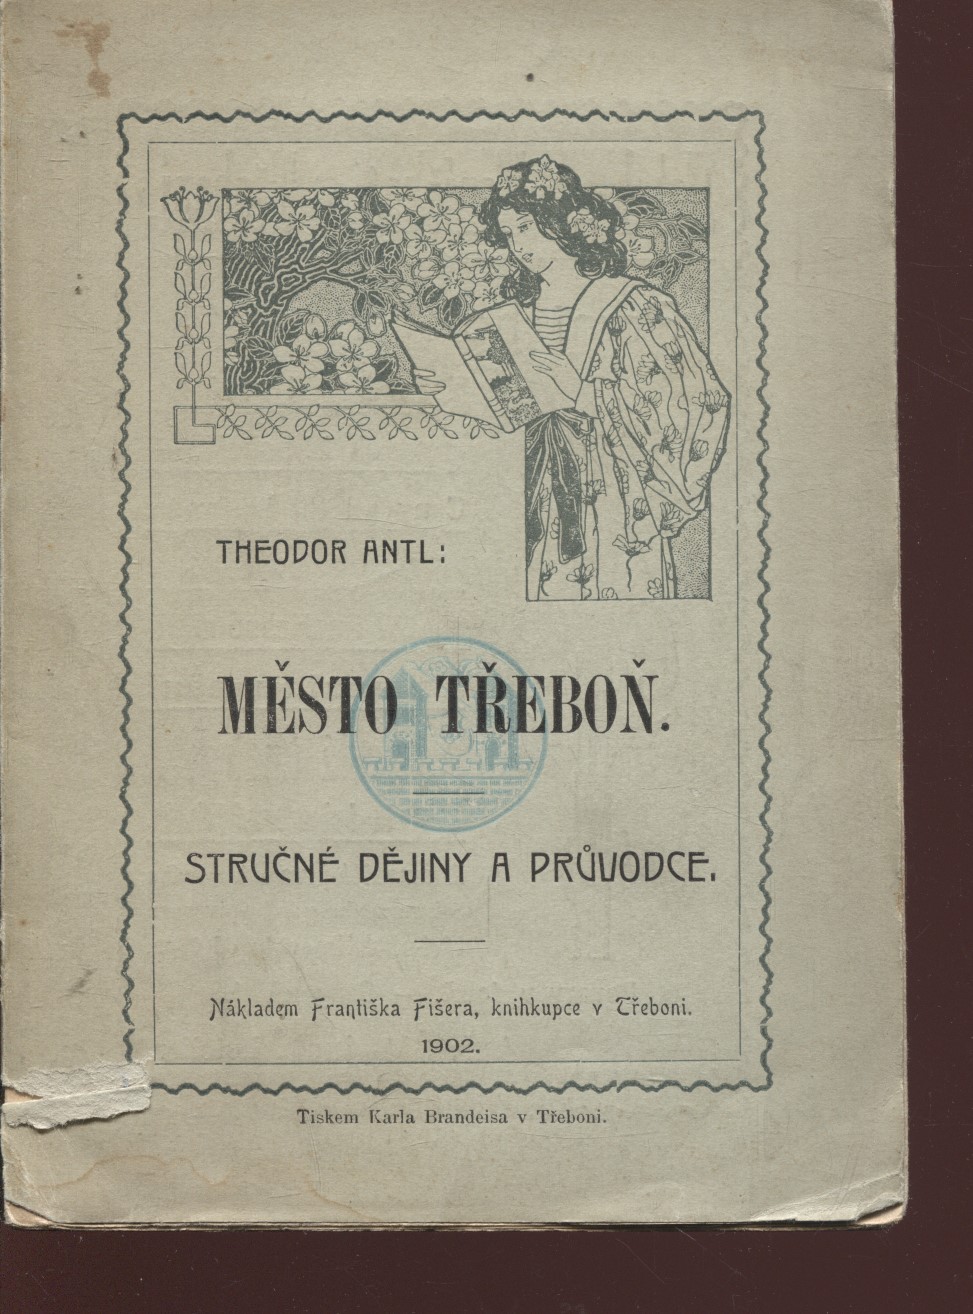 THEODOR ANTL:
MĚSTO TŘEBOŇ.
STRUČNÉ DĚJINY A PRŮVODCE.
Nákladem Františka Fišera, knihkupce v Třeboni.
1902.
Tiskem Karla Brandeisa v Třeboni.